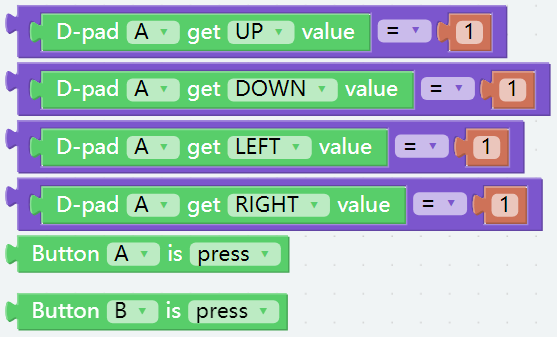 D-pad A get UP value = 1
D-pad A get DOWN value = 1
D-pad A get LEFT value = 1
D-pad A get RIGHT value = 1
Button A is press
Button B is press